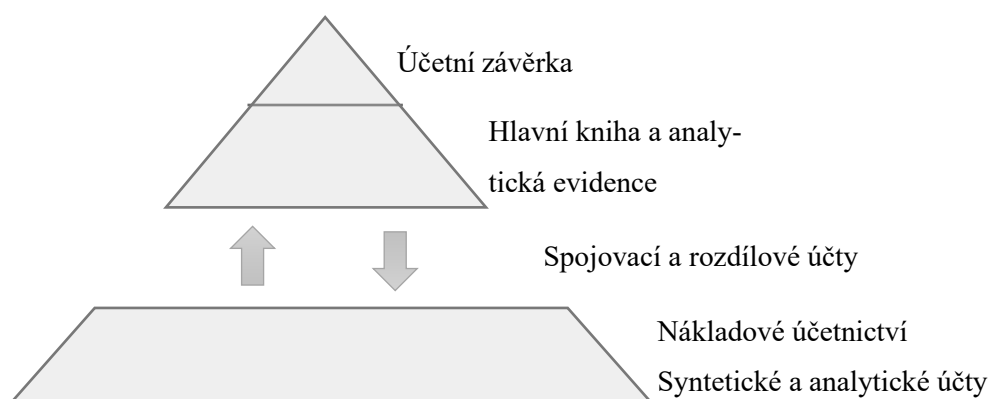 Účetní závěrka
Hlavní kniha a analy-
tická evidence
Spojovací a rozdílové účty
Nákladové účetnictví
Syntetické a analytické účty